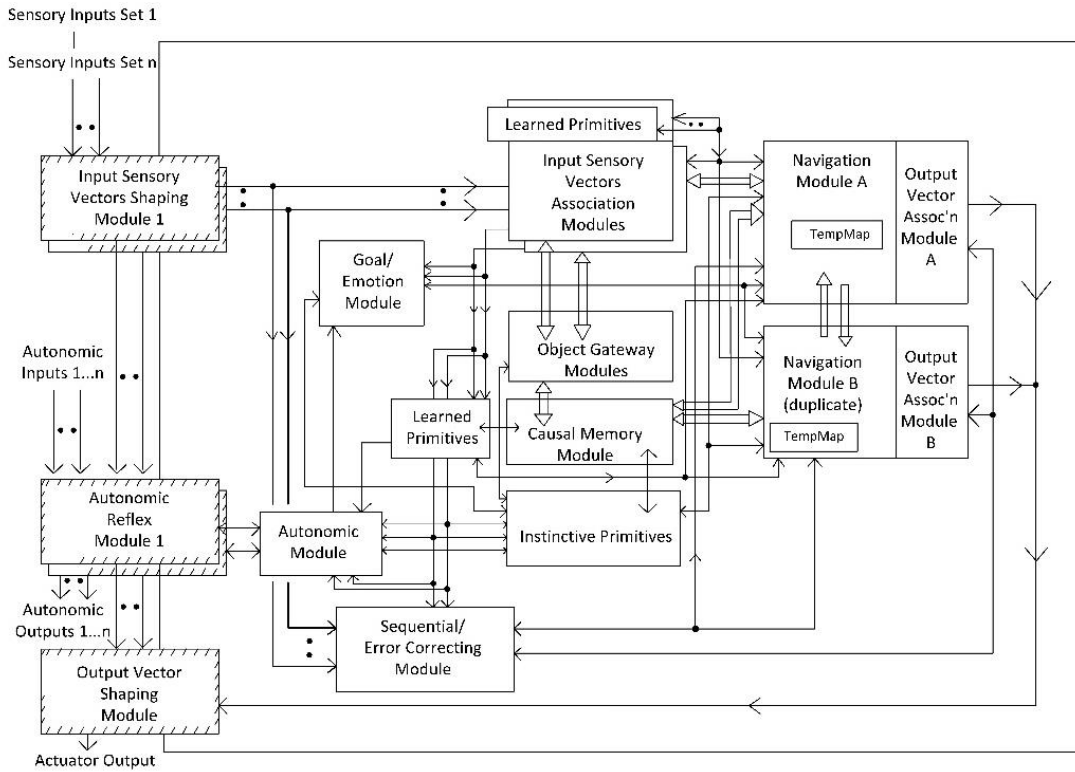 Sensory Inputs Set 1
Sensory Inputs Set n
Input Sensory
Vectors Shaping
Module 1
Learned Primitives
Input Sensory
Vectors
Association
Modules
Navigation
Module A
TempMap
Output
Vector
Assoc'n
Module
A
Goal/
Emotion
Module
Object Gateway
Modules
Navigation
Module B
(duplicate)
TempMap
Output
Vector
Assoc'n
Module
B
Autonomic
Inputs 1...n
Learned
Primitives
Causal Memory
Module
Autonomic
Reflex
Module 1
Autonomic
Module
Instinctive Primitives
Autonomic
Outputs 1...n
Sequential/
Error Correcting
Module
Output Vector
Shaping
Module
Actuator Output